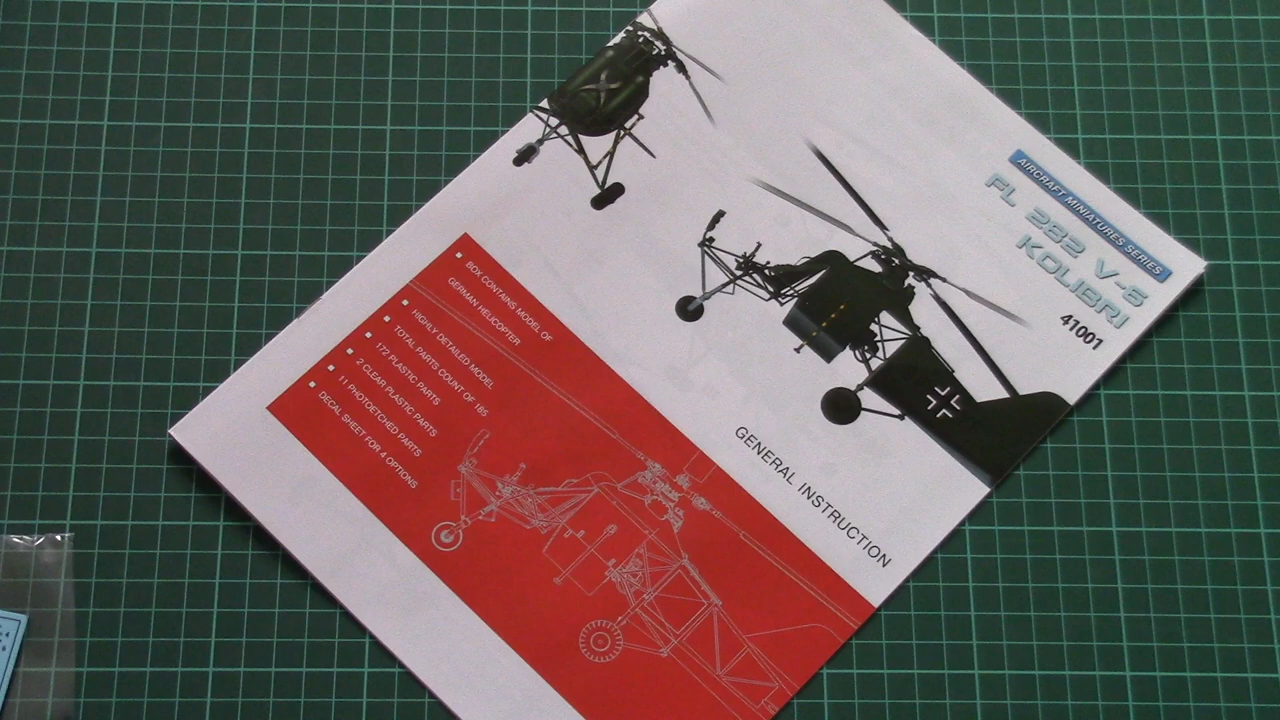 AIRCRAFT MINIATURES SERIES
FL 282 V-6
KOLIBRI
41001
GENERAL INSTRUCTION
BOX CONTAINS MODEL OF
GERMAN HELICOPTER
HIGHLY DETAILED MODEL
TOTAL PARTS COUNT OF 185
172 PLASTIC PARTS
2 CLEAR PLASTIC PARTS
11 PHOTOETCHED PARTS
DECAL SHEET FOR 4 OPTIONS